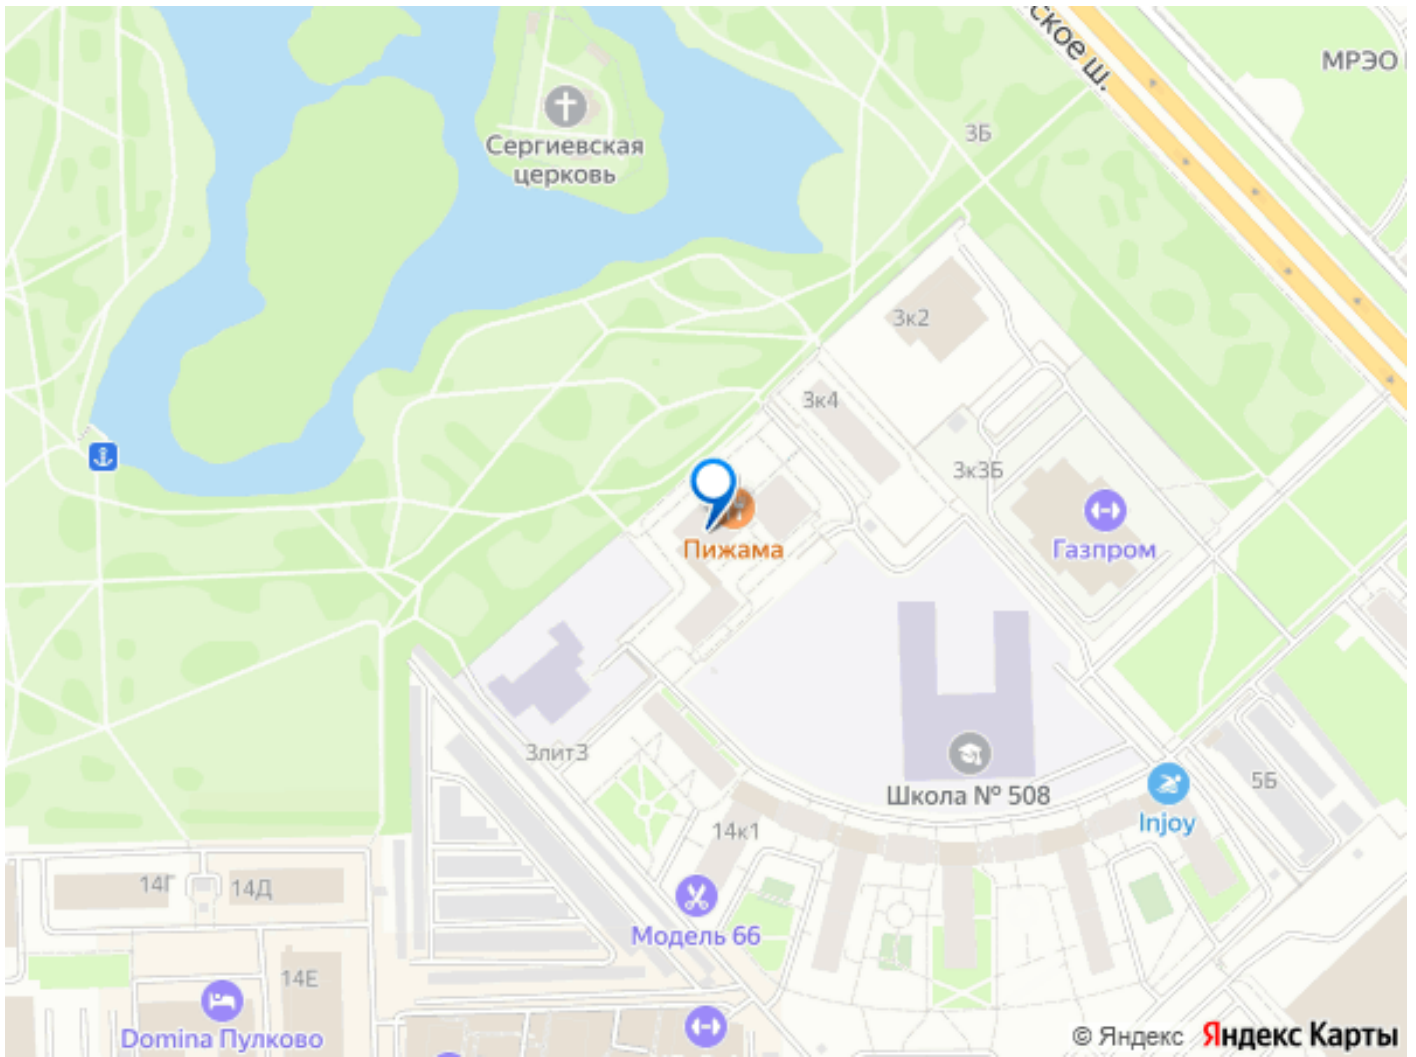 ское ш.
МРЭО
3Б
Сергиевская
церковь
3к2
3к4
3к3Б
Пижама
Газпром
3лит3
Школа № 508
5Б
Injoy
14к1
14Г
14Д
Модель 66
14Е
Domina Пулково
© Яндекс Яндекс Карты